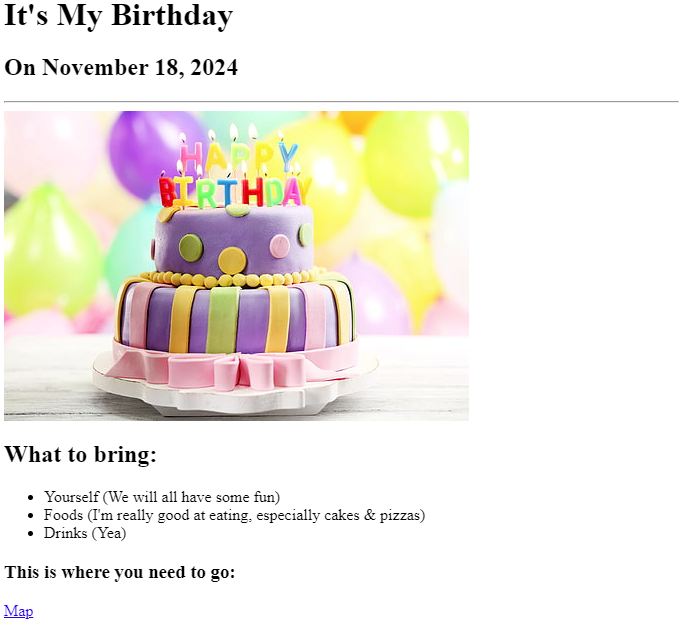 It's My Birthday
On November 18, 2024
HAPPY
BIRTHDAY
What to bring:
Yourself (We will all have some fun)
Foods (I'm really good at eating, especially cakes & pizzas)
Drinks (Yea)
This is where you need to go:
Map